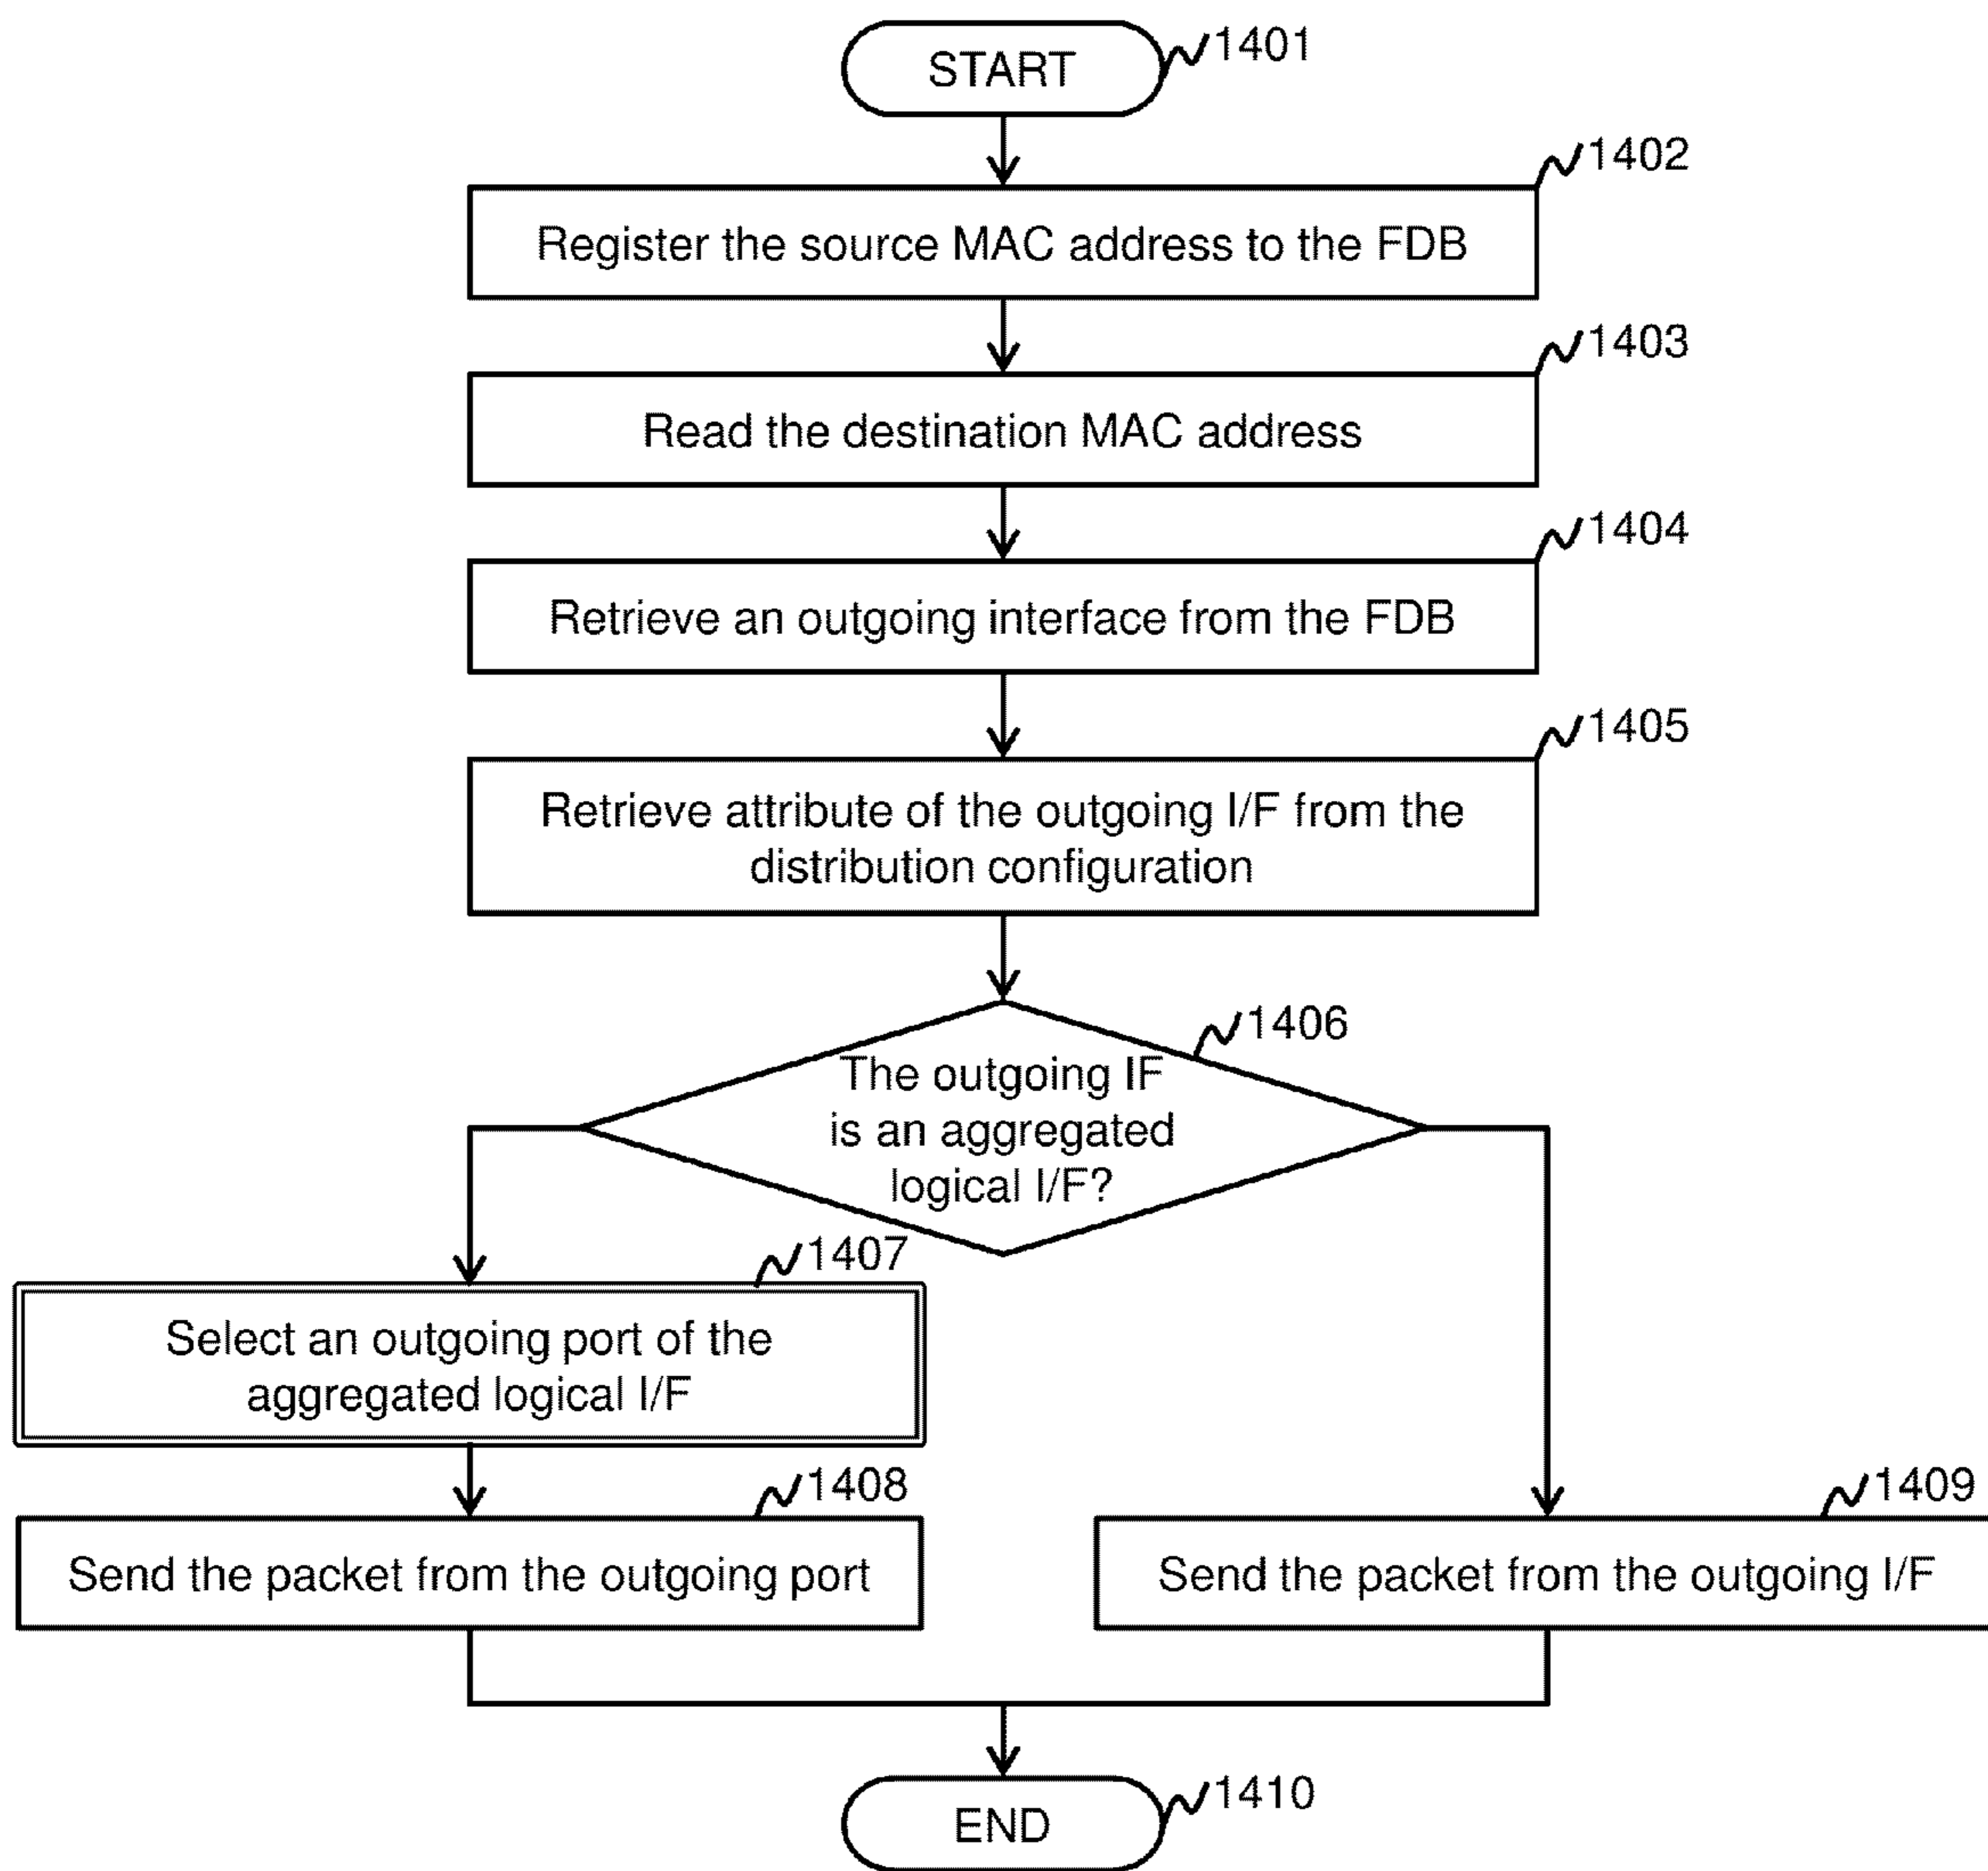 START
1401
1402
Register the source MAC address to the FDB
1403
Read the destination MAC address
1404
Retrieve an outgoing interface from the FDB
1405
Retrieve attribute of the outgoing I/F from the
distribution configuration
1406
The outgoing IF
is an aggregated
logical I/F?
1407
Select an outgoing port of the
aggregated logical I/F
1408
Send the packet from the outgoing port
1409
Send the packet from the outgoing I/F
1410
END